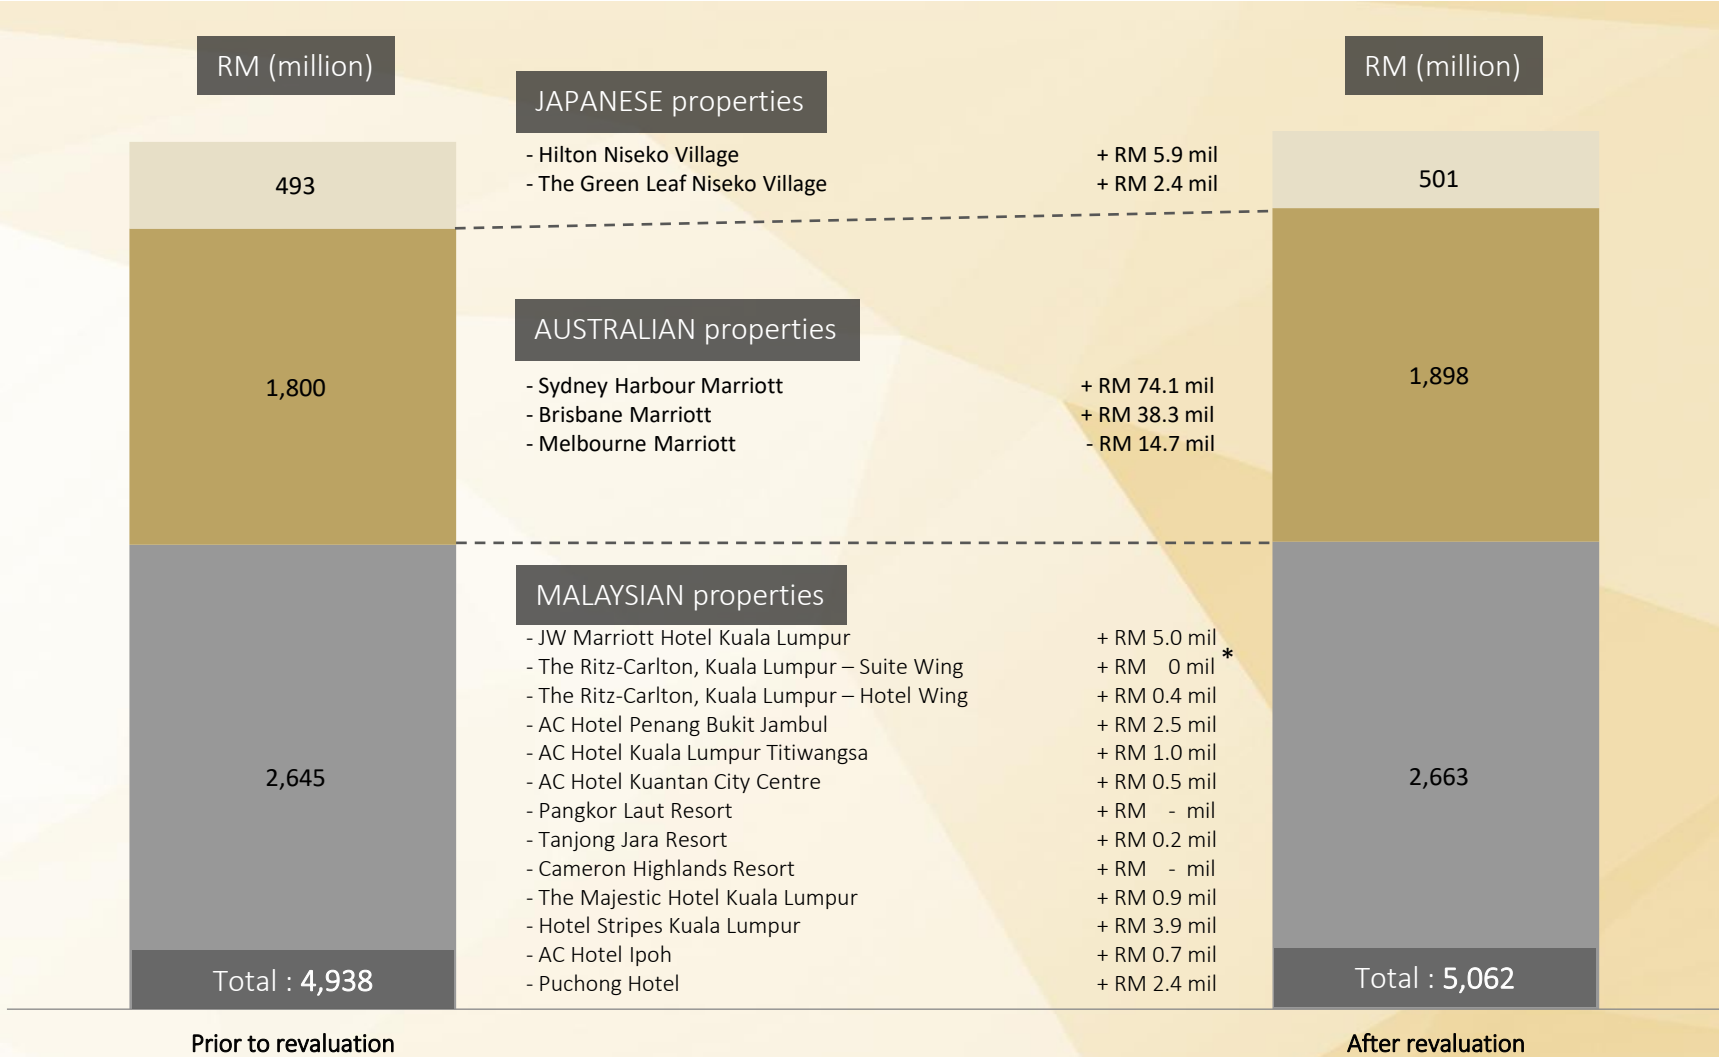 RM (million)
RM (million)
JAPANESE properties
- Hilton Niseko Village + RM 5.9 mil
- The Green Leaf Niseko Village + RM 2.4 mil
493
501
AUSTRALIAN properties
- Sydney Harbour Marriott + RM 74.1 mil
- Brisbane Marriott + RM 38.3 mil
- Melbourne Marriott - RM 14.7 mil
1,800
1,898
MALAYSIAN properties
- JW Marriott Hotel Kuala Lumpur + RM 5.0 mil
- The Ritz-Carlton, Kuala Lumpur – Suite Wing + RM 0 mil *
- The Ritz-Carlton, Kuala Lumpur – Hotel Wing + RM 0.4 mil
- AC Hotel Penang Bukit Jambul + RM 2.5 mil
- AC Hotel Kuala Lumpur Titiwangsa + RM 1.0 mil
- AC Hotel Kuantan City Centre + RM 0.5 mil
- Pangkor Laut Resort + RM - mil
- Tanjong Jara Resort + RM 0.2 mil
- Cameron Highlands Resort + RM - mil
- The Majestic Hotel Kuala Lumpur + RM 0.9 mil
- Hotel Stripes Kuala Lumpur + RM 3.9 mil
- AC Hotel Ipoh + RM 0.7 mil
- Puchong Hotel + RM 2.4 mil
2,645
2,663
Total : 4,938
Total : 5,062
Prior to revaluation
After revaluation